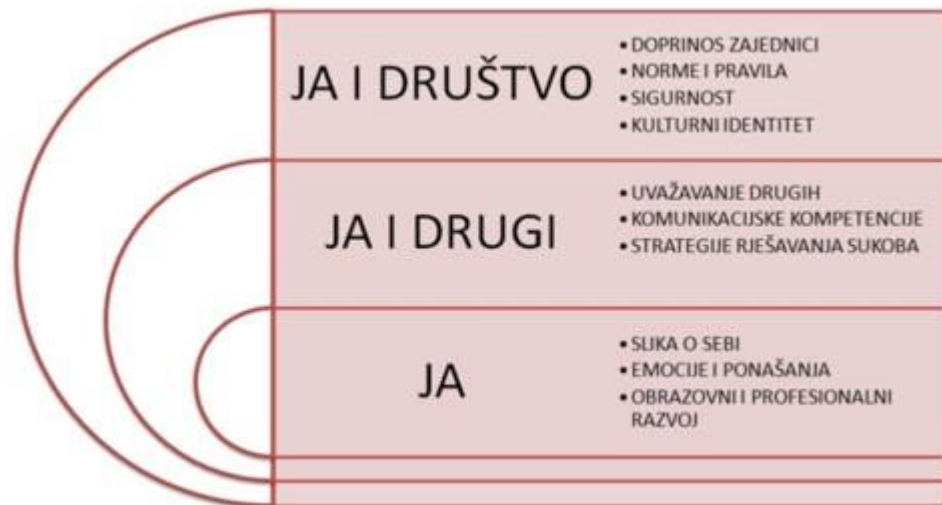 JA I DRUŠTVO
• DOPRINOS ZAJEDNICI
• NORME I PRAVILA
• SIGURNOST
• KULTURNI IDENTITET
JA I DRUGI
• UVAŽAVANJE DRUGIH
• KOMUNIKACIJSKE KOMPETENCIJE
• STRATEGIJE RJEŠAVANJA SUKOBA
JA
• SLIKA O SEBI
• EMOCIJE I PONAŠANJA
• OBRAZOVNI I PROFESIONALNI
RAZVOJ